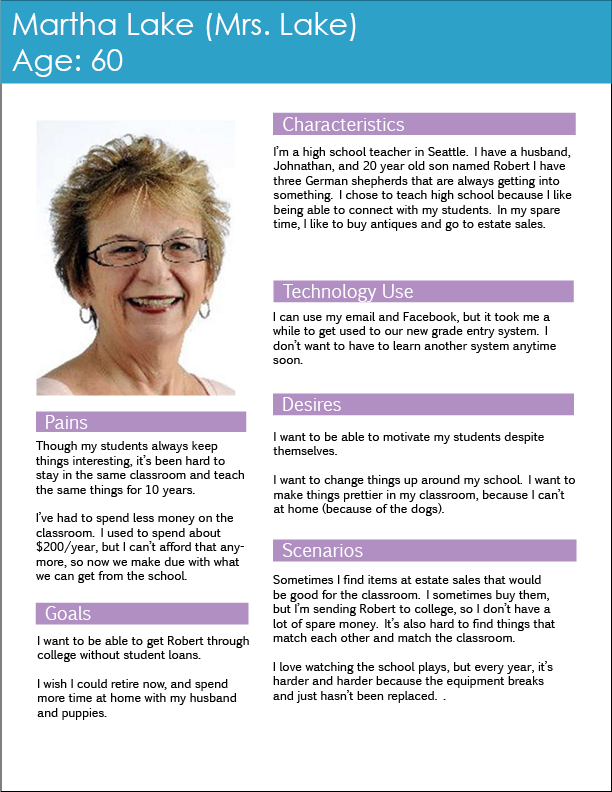 Martha Lake (Mrs. Lake)
Age: 60
Characteristics
I'm a high school teacher in Seattle.  I have a husband,
Johnathan, and 20 year old son named Robert I have
three German shepherds that are always getting into
something.  I chose to teach high school because I like
being able to connect with my students.  In my spare
time, I like to buy antiques and go to estate sales.
Technology Use
I can use my email and Facebook, but it took me a
while to get used to our new grade entry system.  I
don't want to have to learn another system anytime
soon.
Desires
I want to be able to motivate my students despite
themselves.
I want to change things up around my school.  I want to
make things prettier in my classroom, because I can't
at home (because of the dogs).
Scenarios
Sometimes I find items at estate sales that would
be good for the classroom.  I sometimes buy them,
but I'm sending Robert to college, so I don't have a
lot of spare money.  It's also hard to find things that
match each other and match the classroom.
I love watching the school plays, but every year, it's
harder and harder because the equipment breaks
and just hasn't been replaced.  .
Pains
Though my students always keep
things interesting, it's been hard to
stay in the same classroom and teach
the same things for 10 years.
I've had to spend less money on the
classroom.  I used to spend about
$200/year, but I can't afford that any-
more, so now we make due with what
we can get from the school.
Goals
I want to be able to get Robert through
college without student loans.
I wish I could retire now, and spend
more time at home with my husband
and puppies.